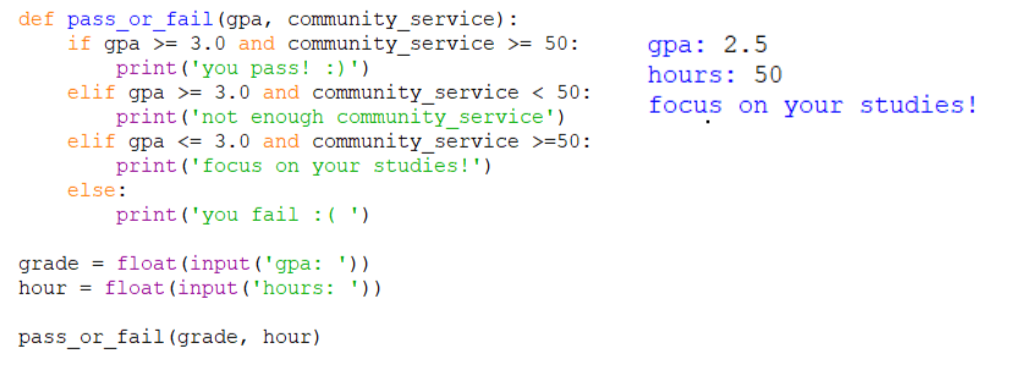 def pass_or_fail(gpa, community_service):
    if gpa >= 3.0 and community_service >= 50:
        print('you pass! :)')
    elif gpa >= 3.0 and community_service < 50:
        print('not enough community_service')
    elif gpa <= 3.0 and community_service >=50:
        print('focus on your studies!')
    else:
        print('you fail :( ')

grade = float(input('gpa: '))
hour = float(input('hours: '))

pass_or_fail(grade, hour)

gpa: 2.5
hours: 50
focus on your studies!